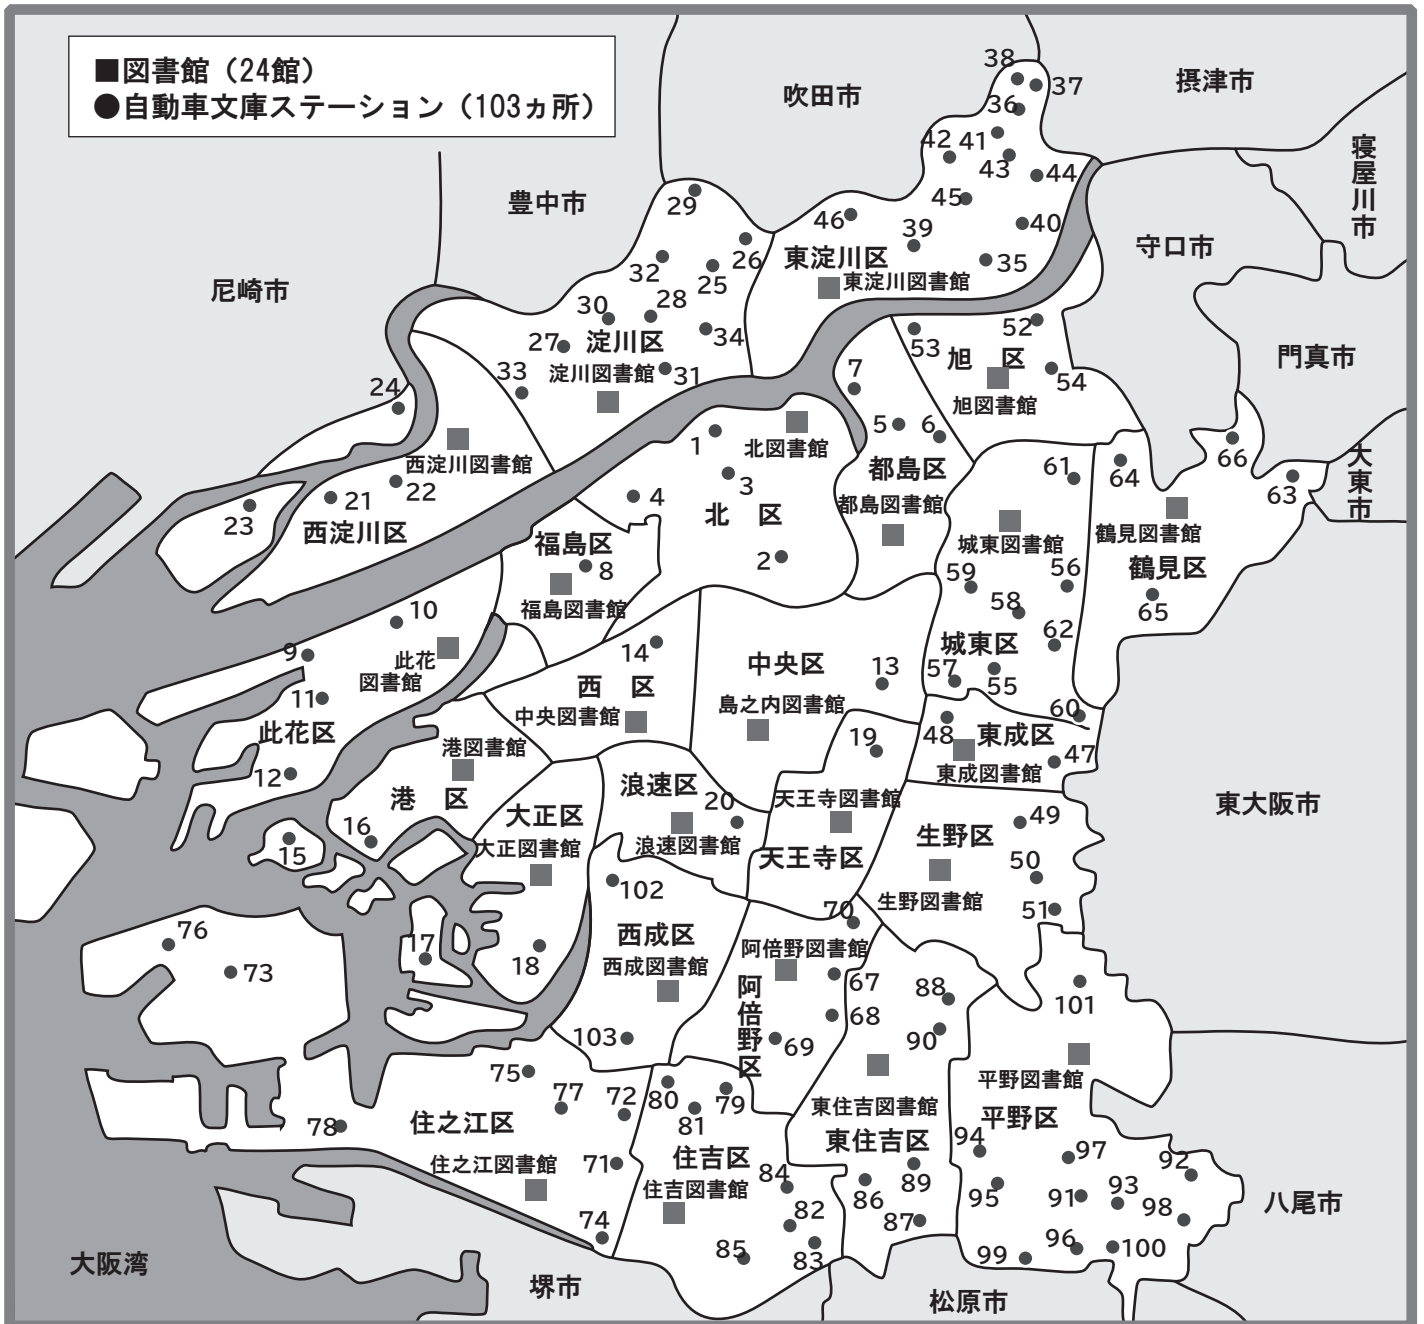 ■図書館（24館）
●自動車文庫ステーション（103ヵ所）
吹田市
摂津市
寝屋川市
豊中市
守口市
尼崎市
門真市
大東市
東大阪市
八尾市
松原市
堺市
大阪湾
38
37
36
42
41
43
44
45
40
46
39
35
東淀川区
東淀川図書館
29
26
32
25
30
28
34
27
淀川区
淀川図書館
31
33
24
西淀川図書館
22
21
23
西淀川区
52
53
旭 区
54
旭図書館
7
5
6
都島区
都島図書館
1
北図書館
3
4
北 区
2
福島区
8
福島図書館
61
64
66
63
鶴見図書館
鶴見区
65
城東図書館
59
56
58
62
城東区
57
55
60
10
9
此花
図書館
11
此花区
12
14
西 区
中央図書館
中央区
13
島之内図書館
19
天王寺図書館
天王寺区
48
東成区
47
東成図書館
港図書館
港 区
16
15
17
大正区
大正図書館
18
浪速区
20
浪速図書館
生野区
49
50
生野図書館
51
102
西成区
西成図書館
103
70
阿倍野図書館
67
阿倍野区
68
69
88
90
東住吉図書館
東住吉区
89
86
87
101
平野図書館
平野区
94
97
92
95
91
93
98
96
100
99
76
73
75
77
72
78
住之江区
住之江図書館
71
74
80
79
81
住吉区
84
住吉図書館
82
85
83